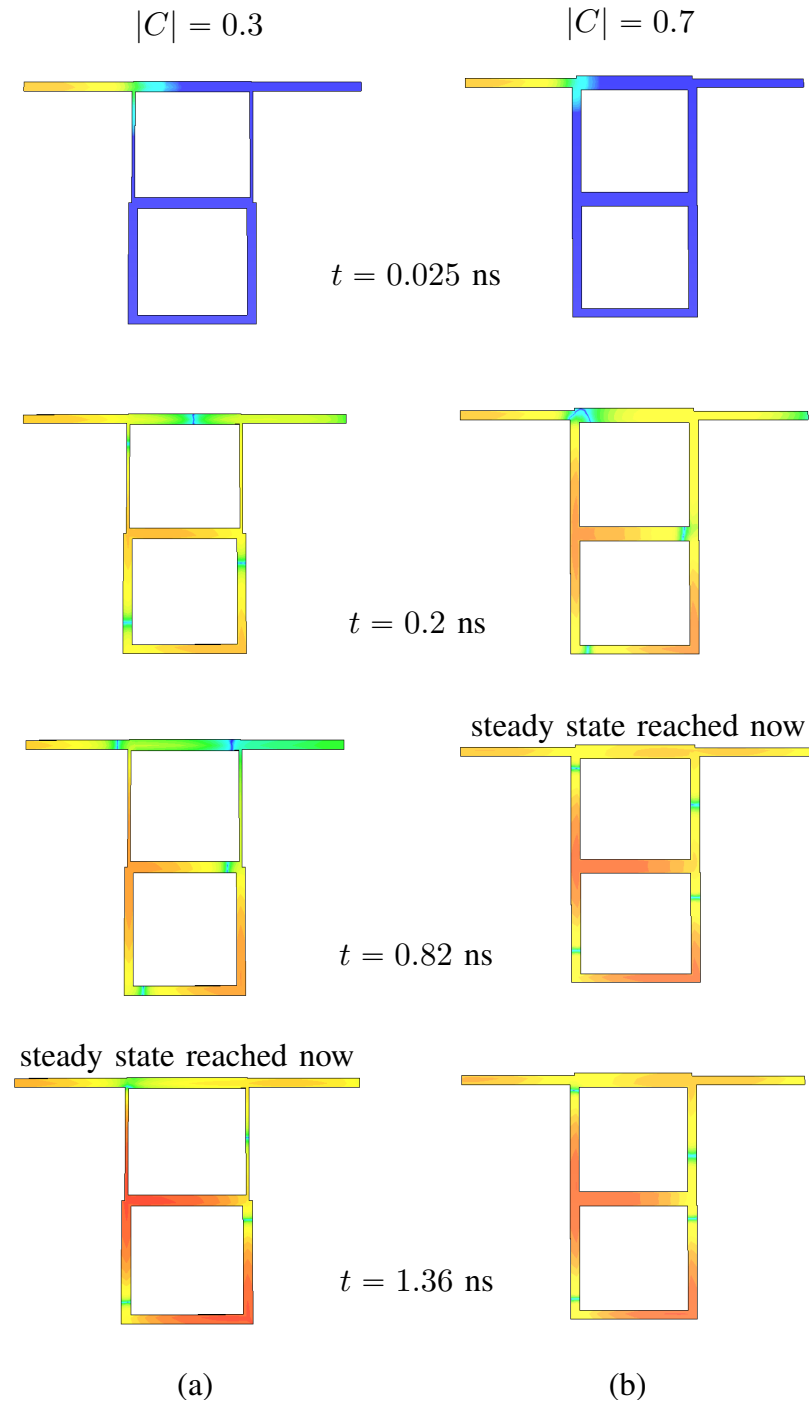 |C| = 0.3
|C| = 0.7
t = 0.025 ns
t = 0.2 ns
steady state reached now
t = 0.82 ns
steady state reached now
t = 1.36 ns
(a)
(b)